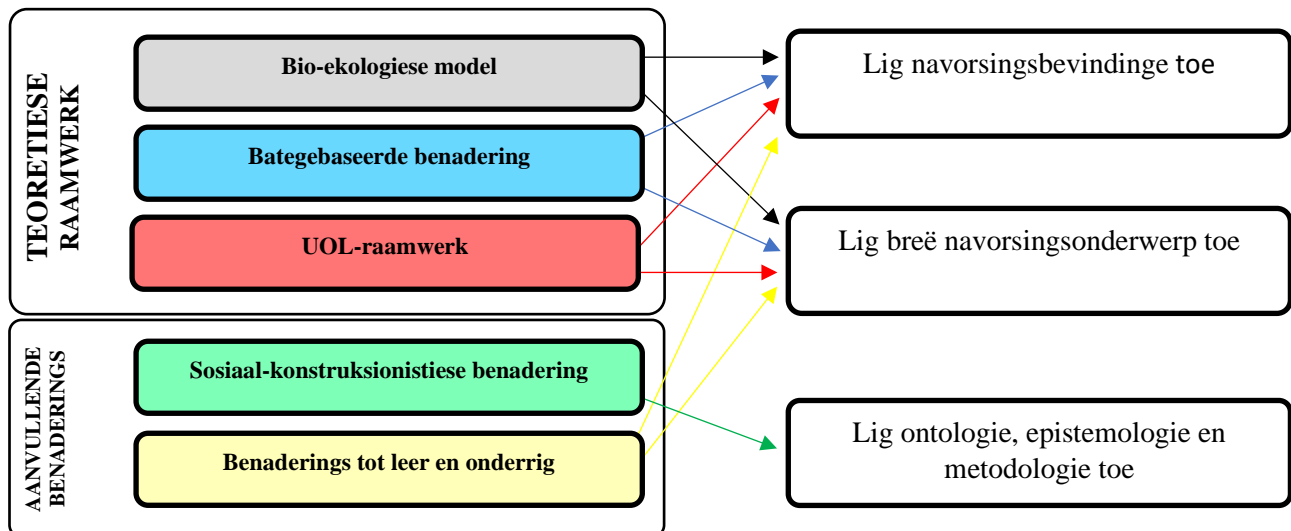 TEORETIESE
RAAMWERK
Bio-ekologiese model
Bategebaseerde benadering
UOL-raamwerk
AANVULLENDE
BENADERINGS
Sosiaal-konstruksionistiese benadering
Benaderings tot leer en onderrig
Lig navorsingsbevindinge toe
Lig breë navorsingsonderwerp toe
Lig ontologie, epistemologie en
metodologie toe